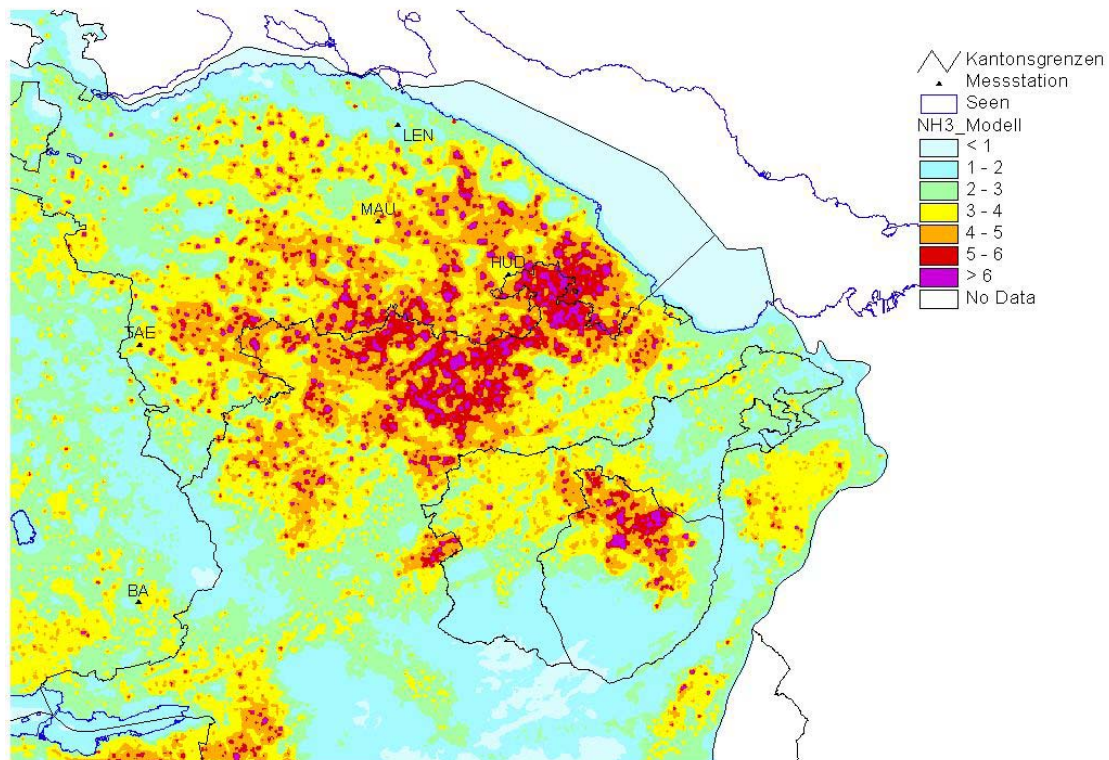 Kantonsgrenzen
Messstation
Seen
NH3_Modell
< 1
1 - 2
2 - 3
3 - 4
4 - 5
5 - 6
> 6
No Data
LEN
MAU
HUD
TAE
BA